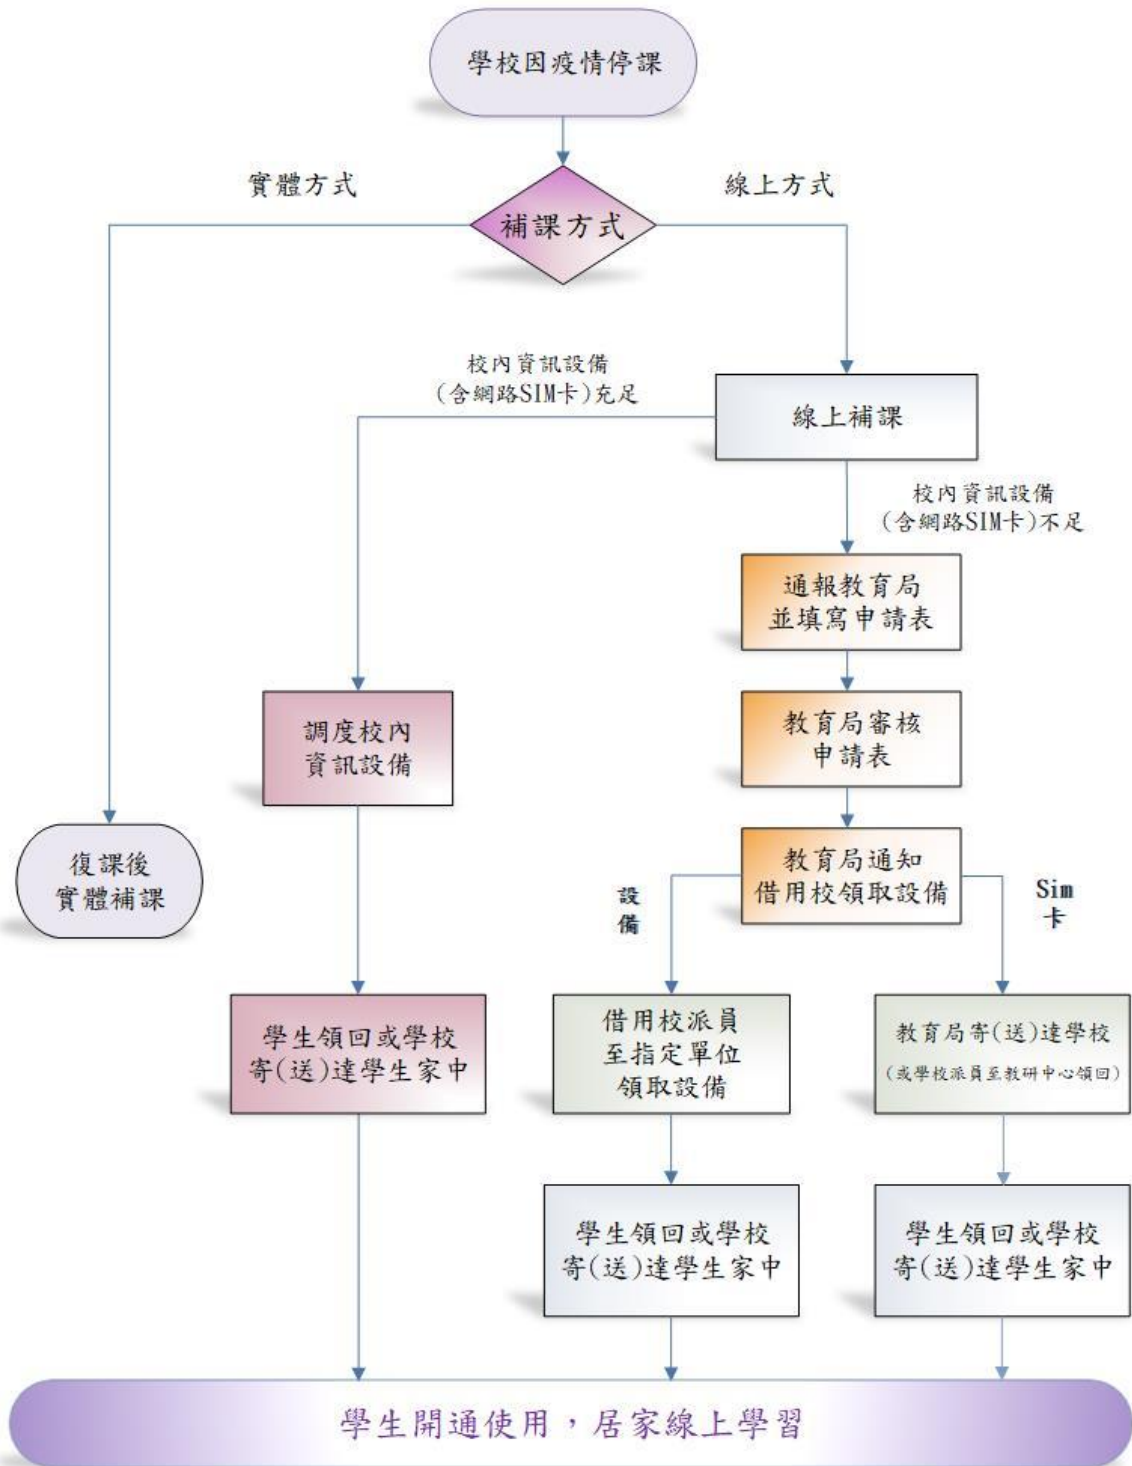 學校因疫情停課
實體方式
線上方式
補課方式
校內資訊設備
(含網路SIM卡)充足
線上補課
校內資訊設備
(含網路SIM卡)不足
通報教育局
並填寫申請表
調度校內
資訊設備
教育局審核
申請表
復課後
實體補課
教育局通知
借用校領取設備
設
備
Sim
卡
學生領回或學校
寄(送)達學生家中
借用校派員
至指定單位
領取設備
教育局寄(送)達學校
(或學校派員至教研中心領回)
學生領回或學校
寄(送)達學生家中
學生領回或學校
寄(送)達學生家中
學生開通使用，居家線上學習